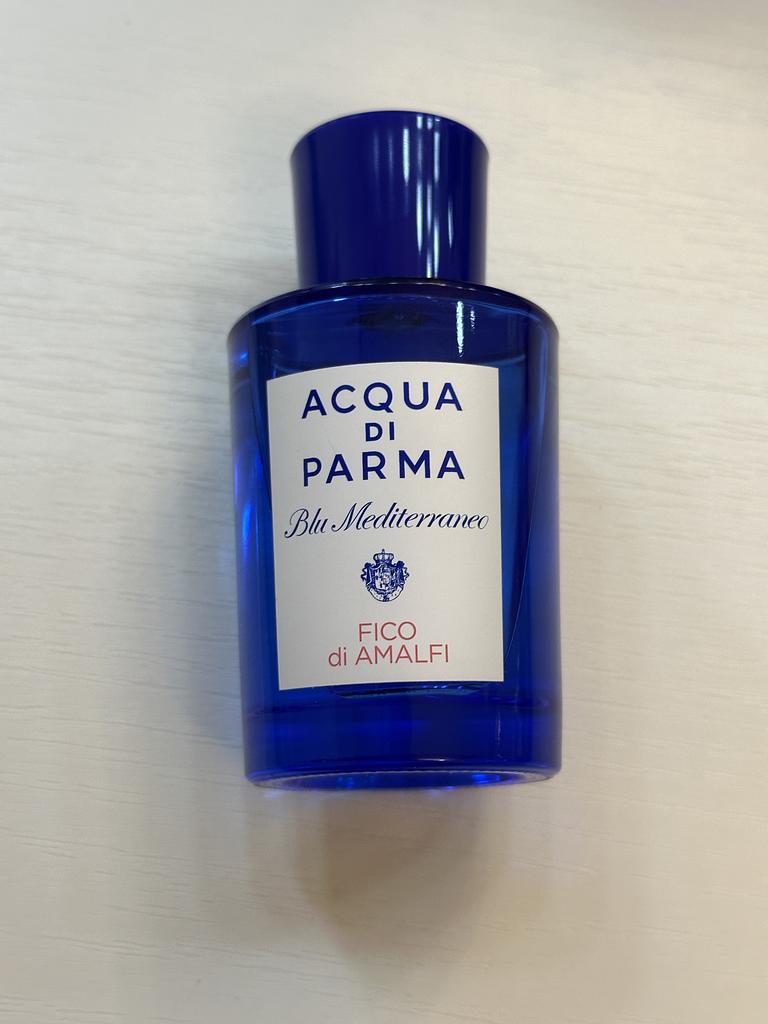 ACQUA
DI
PARMA
Blu Mediterraneo
FICO
di AMALFI